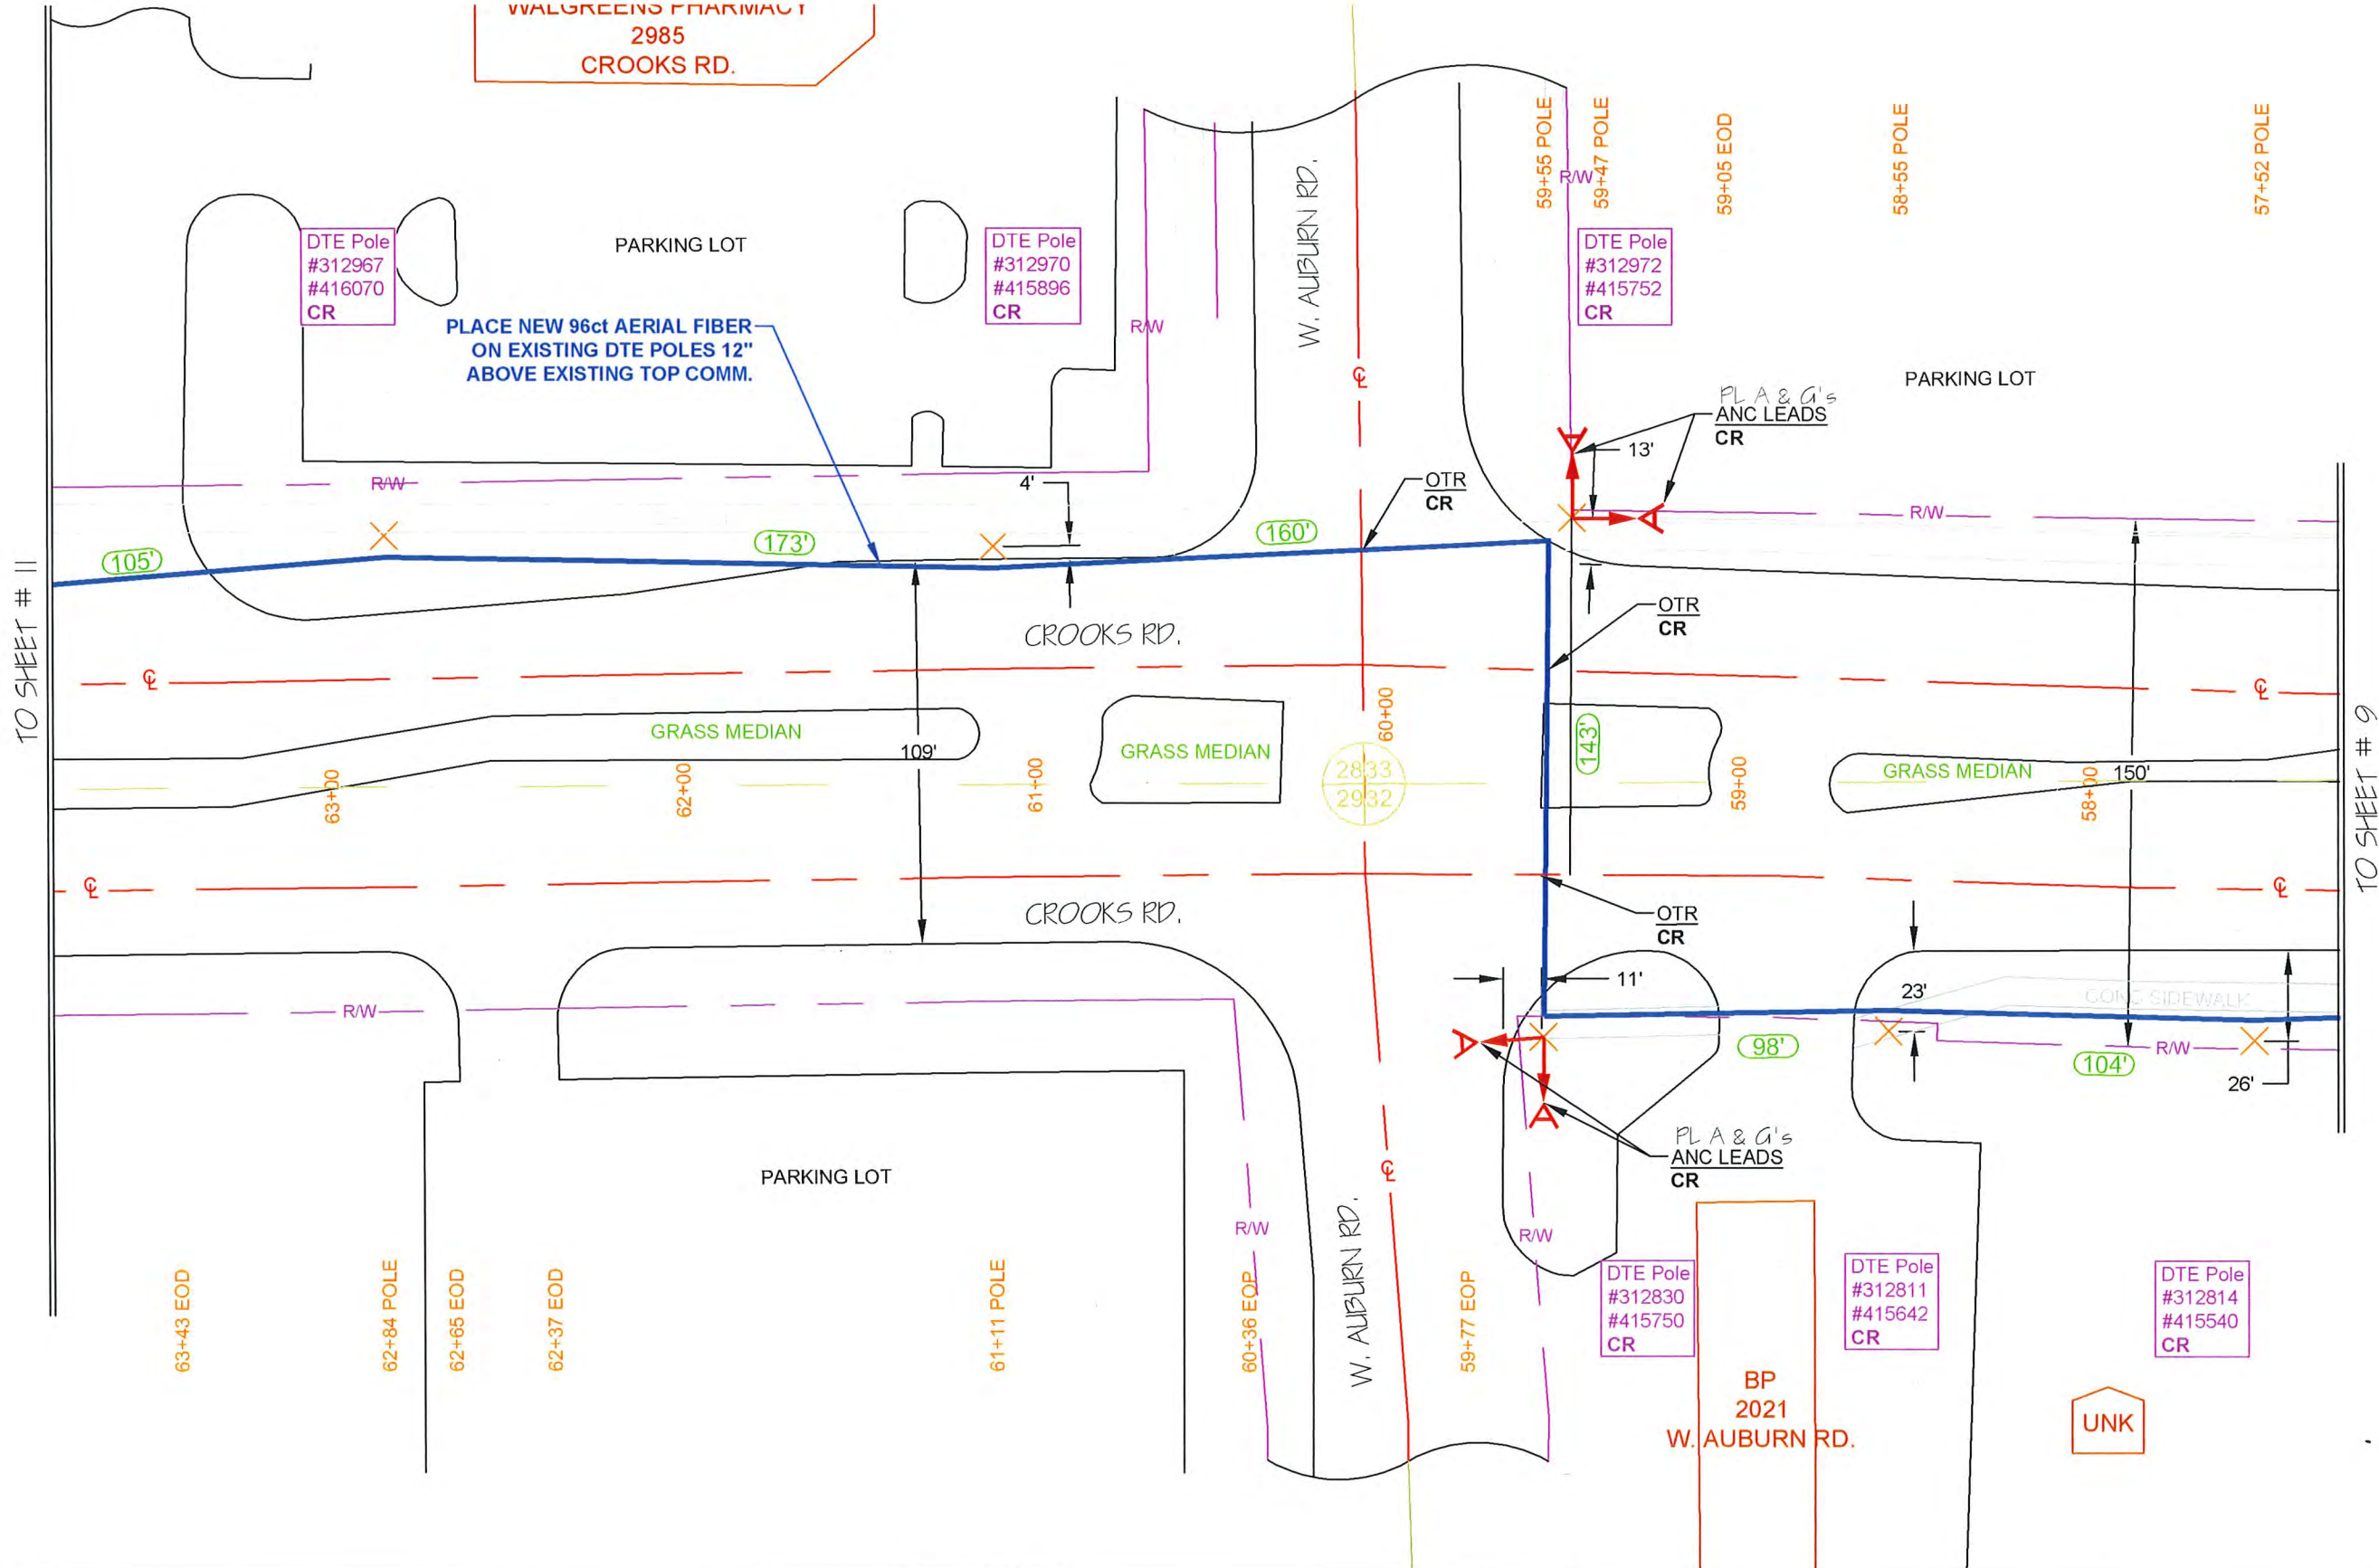 WALGREENS PHARMACY
2985
CROOKS RD.
59+55 POLE
R/W
59+47 POLE
59+05 EOD
58+55 POLE
57+52 POLE
W. AUBURN RD.
DTE Pole
#312967
#416070
CR
PARKING LOT
DTE Pole
#312970
#415896
CR
DTE Pole
#312972
#415752
CR
PLACE NEW 96ct AERIAL FIBER
ON EXISTING DTE POLES 12"
ABOVE EXISTING TOP COMM.
R/W
℄
PARKING LOT
PL A & G's
ANC LEADS
CR
13'
R/W
4'
OTR
CR
R/W
105'
173'
160'
TO SHEET # 11
OTR
CR
CROOKS RD.
℄
℄
GRASS MEDIAN
109'
GRASS MEDIAN
60+00
143'
GRASS MEDIAN
150'
63+00
62+00
61+00
2833
2932
59+00
58+00
TO SHEET # 9
℄
℄
CROOKS RD.
OTR
CR
11'
23'
CONC SIDEWALK
R/W
98'
104'
R/W
26'
PL A & G's
ANC LEADS
CR
PARKING LOT
℄
W. AUBURN RD.
R/W
R/W
63+43 EOD
62+84 POLE
62+65 EOD
62+37 EOD
61+11 POLE
60+36 EOP
59+77 EOP
DTE Pole
#312830
#415750
CR
DTE Pole
#312811
#415642
CR
DTE Pole
#312814
#415540
CR
BP
2021
W. AUBURN RD.
UNK